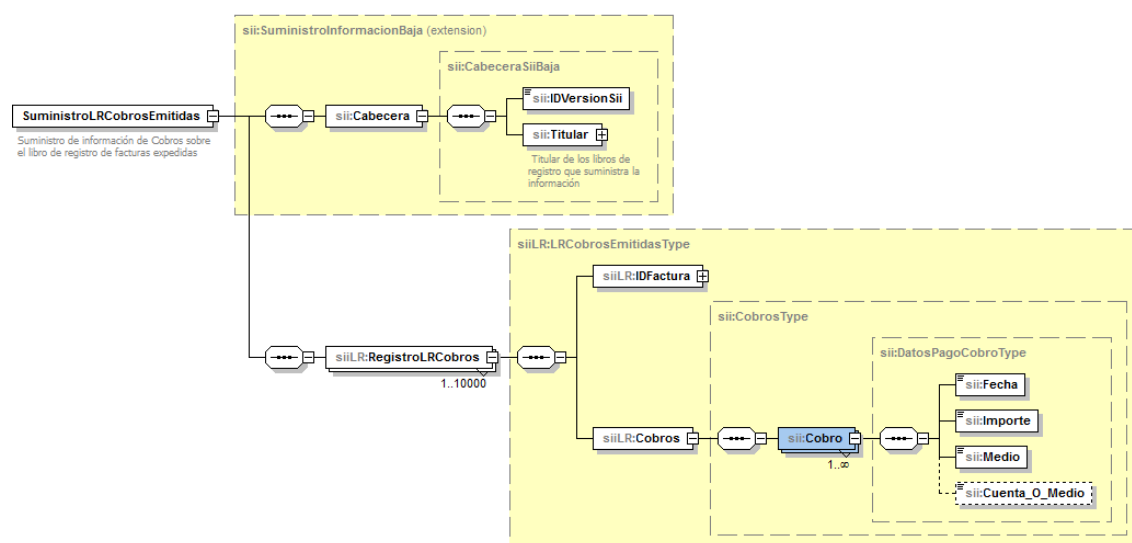 sii:SuministroInformacionBaja (extension)
sii:CabeceraSiiBaja
sii:IDVersionSii
SuministroLRCobrosEmitidas
sii:Cabecera
sii:Titular
Suministro de información de Cobros sobre
el libro de registro de facturas expedidas
Titular de los libros de
registro que suministra la
información
siiLR:LRCobrosEmitidasType
siiLR:IDFactura
sii:CobrosType
sii:DatosPagoCobroType
siiLR:RegistroLRCobros
1..10000
sii:Fecha
sii:Importe
siiLR:Cobros
sii:Cobro
1..∞
sii:Medio
sii:Cuenta_O_Medio